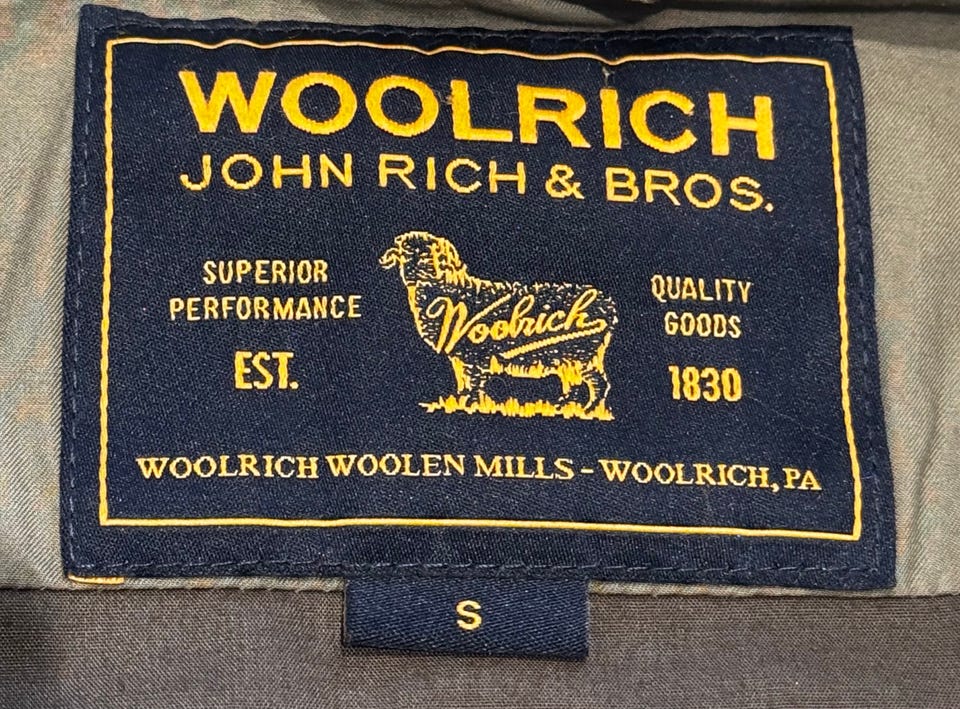 WOOLRICH
JOHN RICH & BROS.
SUPERIOR
PERFORMANCE
EST.
Woolrich
QUALITY
GOODS
1830
WOOLRICH WOOLEN MILLS - WOOLRICH, PA
S